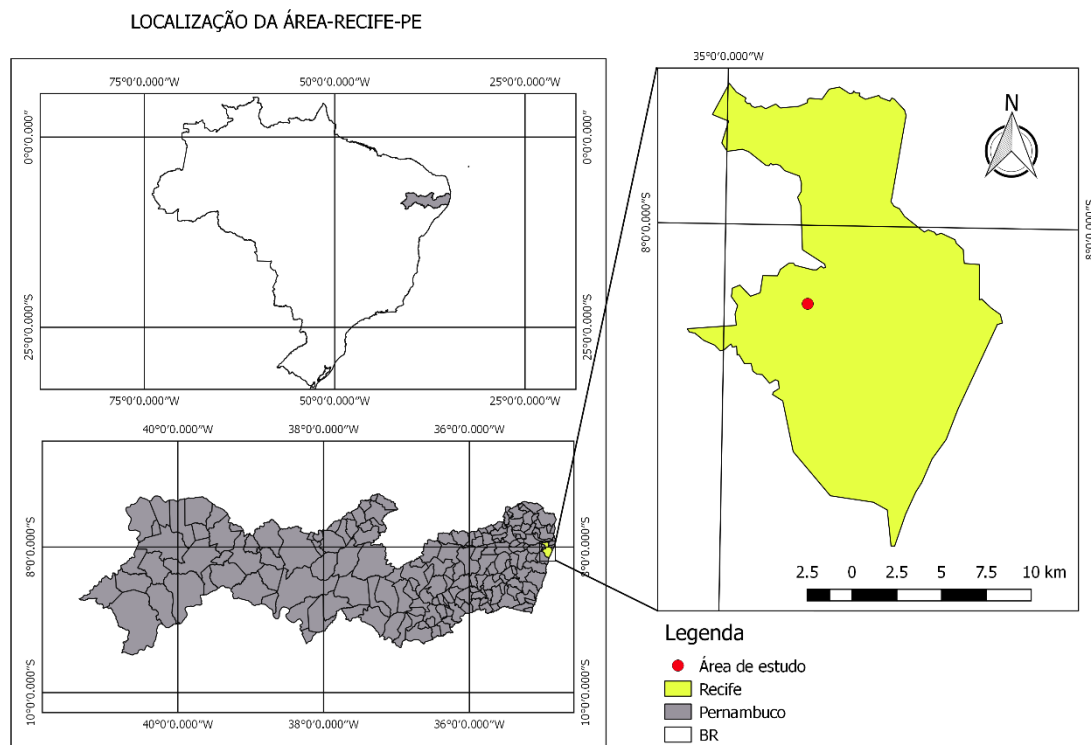 LOCALIZAÇÃO DA ÁREA-RECIFE-PE
75°0'0.000"W 50°0'0.000"W 25°0'0.000"W
0°0'0.000" 0°0'0.000"
25°0'0.000"S 25°0'0.000"S
75°0'0.000"W 50°0'0.000"W 25°0'0.000"W
40°0'0.000"W 38°0'0.000"W 36°0'0.000"W
8°0'0.000"S 8°0'0.000"S
10°0'0.000"S 10°0'0.000"S
40°0'0.000"W 38°0'0.000"W 36°0'0.000"W
35°0'0.000"W
N
8°0'0.000"S 8°0'0.000"S
2.5 0 2.5 5 7.5 10 km
Legenda
Área de estudo
Recife
Pernambuco
BR